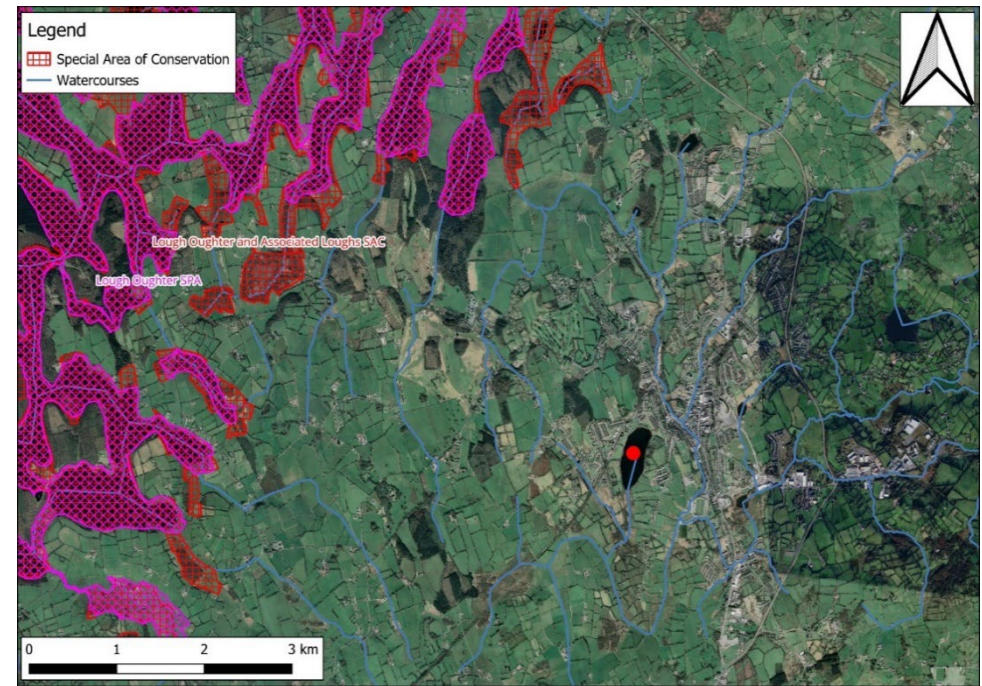 Legend
Special Area of Conservation
Watercourses
Lough Oughter and Associated Loughs SAC
Lough Oughter SPA
0 1 2 3 km